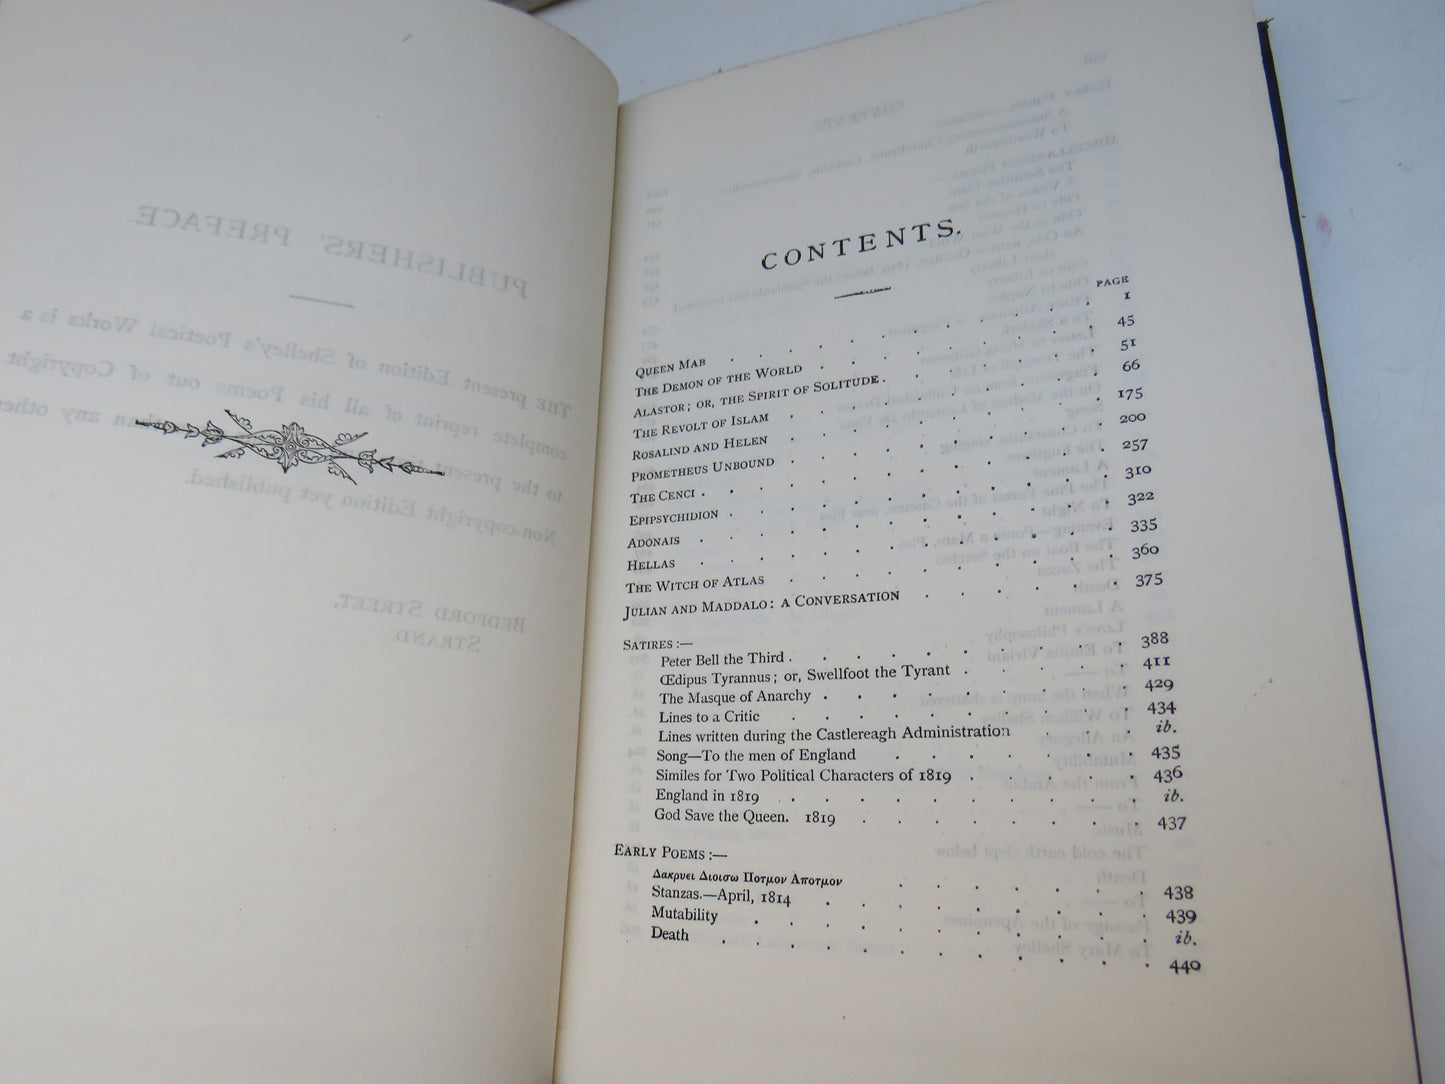 PUBLISHERS' PREFACE.
THE present Edition of Shelley's Poetical Works is a
complete reprint of all his Poems out of Copyright
to the present
than any other
Non-copyright Edition yet published.
BEDFORD STREET,
STRAND.
CONTENTS.
PAGE
QUEEN MAB . . . . . . . . . . 1
THE DEMON OF THE WORLD . . . . . . . . 45
ALASTOR; OR, THE SPIRIT OF SOLITUDE . . . . . . 51
THE REVOLT OF ISLAM . . . . . . . . 66
ROSALIND AND HELEN . . . . . . . . 175
PROMETHEUS UNBOUND . . . . . . . . 200
THE CENCI . . . . . . . . . . 257
EPIPSYCHIDION . . . . . . . . . 310
ADONAIS . . . . . . . . . . 322
HELLAS . . . . . . . . . . 335
THE WITCH OF ATLAS . . . . . . . . 360
JULIAN AND MADDALO: A CONVERSATION . . . . . 375
SATIRES:—
Peter Bell the Third . . . . . . . . 388
Œdipus Tyrannus; or, Swellfoot the Tyrant . . . . . 411
The Masque of Anarchy . . . . . . . . 429
Lines to a Critic . . . . . . . . 434
Lines written during the Castlereagh Administration . . . ib.
Song—To the men of England . . . . . . 435
Similes for Two Political Characters of 1819 . . . . . 436
England in 1819 . . . . . . . . ib.
God Save the Queen. 1819 . . . . . . . 437
EARLY POEMS:—
Δακρυει Διοισω Ποτμον Αποτμον . . . . . . 438
Stanzas.—April, 1814 . . . . . . . 439
Mutability . . . . . . . . . ib.
Death . . . . . . . . . . 440